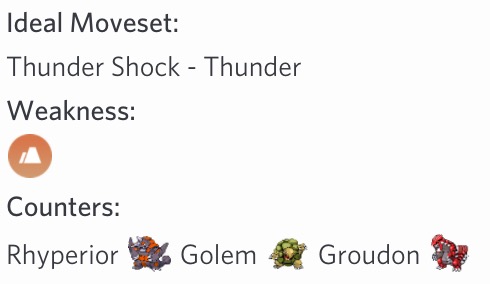 Ideal Moveset:
Thunder Shock - Thunder
Weakness:
Counters:
Rhyperior Golem Groudon